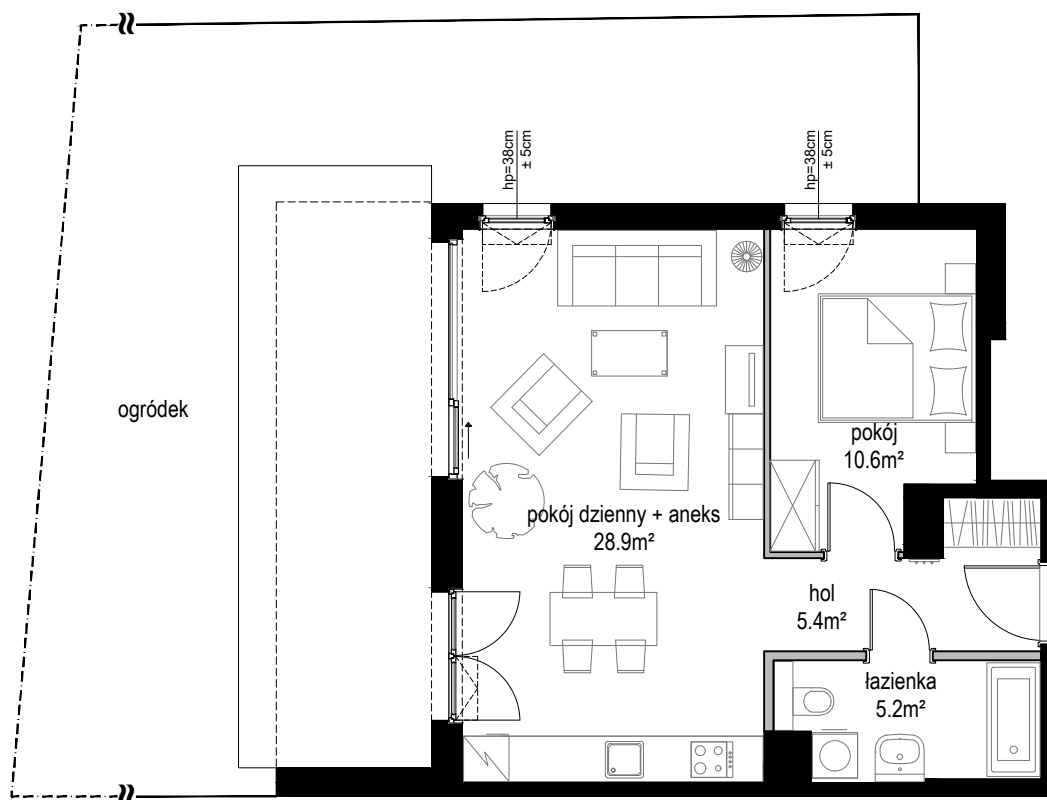 hp=38cm
± 5cm
hp=38cm
± 5cm
ogródek
pokój
10.6m²
pokój dzienny + aneks
28.9m²
hol
5.4m²
łazienka
5.2m²